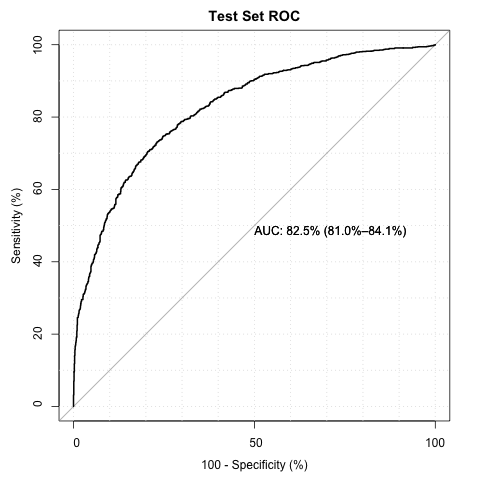 Test Set ROC
Sensitivity (%)
100
80
60
40
20
0
AUC: 82.5% (81.0%–84.1%)
0 50 100
100 - Specificity (%)